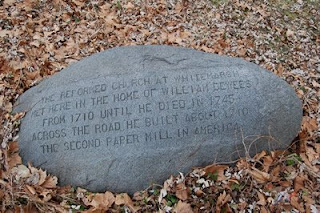 THE REFORMED CHURCH AT WHITEMARSH
MET HERE IN THE HOME OF WILLIAM DEWEES
FROM 1710 UNTIL HE DIED IN 1745
ACROSS THE ROAD HE BUILT ABOUT 1710
THE SECOND PAPER MILL IN AMERICA